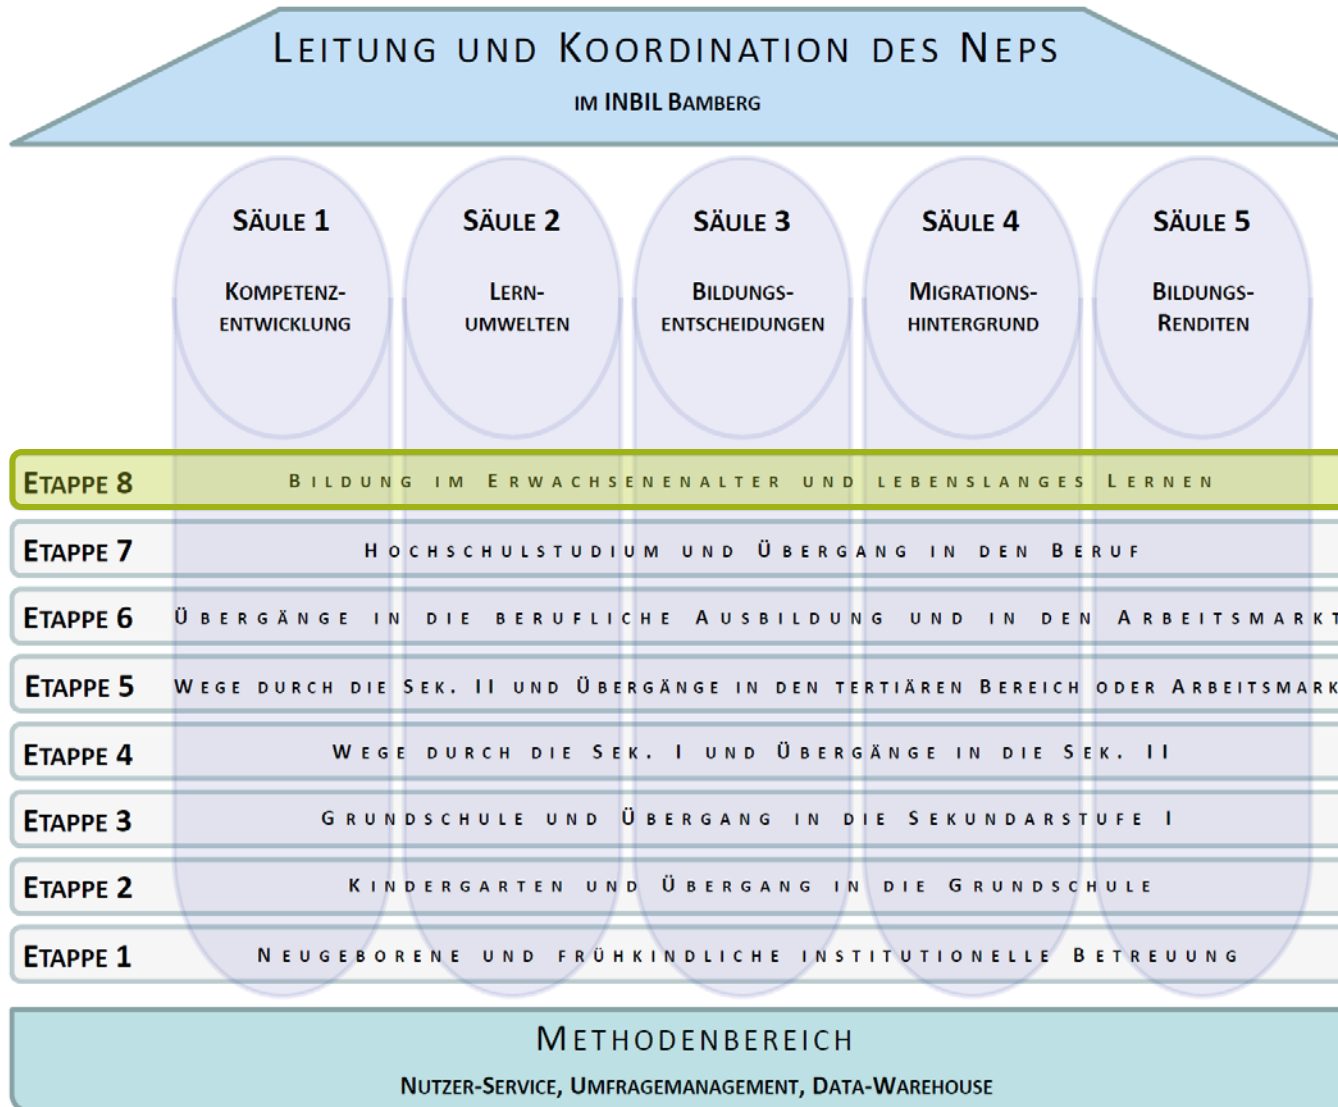 LEITUNG UND KOORDINATION DES NEPS
IM INBIL BAMBERG
SÄULE 1
KOMPETENZ-
ENTWICKLUNG
SÄULE 2
LERN-
UMWELTEN
SÄULE 3
BILDUNGS-
ENTSCHEIDUNGEN
SÄULE 4
MIGRATIONS-
HINTERGRUND
SÄULE 5
BILDUNGS-
RENDITEN
ETAPPE 8 BILDUNG IM ERWACHSENENALTER UND LEBENSLANGES LERNEN
ETAPPE 7 HOCHSCHULSTUDIUM UND ÜBERGANG IN DEN BERUF
ETAPPE 6 ÜBERGÄNGE IN DIE BERUFLICHE AUSBILDUNG UND IN DEN ARBEITSMARKT
ETAPPE 5 WEGE DURCH DIE SEK. II UND ÜBERGÄNGE IN DEN TERTIÄREN BEREICH ODER ARBEITSMARK
ETAPPE 4 WEGE DURCH DIE SEK. I UND ÜBERGÄNGE IN DIE SEK. II
ETAPPE 3 GRUNDSCHULE UND ÜBERGANG IN DIE SEKUNDARSTUFE I
ETAPPE 2 KINDERGARTEN UND ÜBERGANG IN DIE GRUNDSCHULE
ETAPPE 1 NEUGEBORENE UND FRÜHKINDLICHE INSTITUTIONELLE BETREUUNG
METHODENBEREICH
NUTZER-SERVICE, UMFRAGEMANAGEMENT, DATA-WAREHOUSE